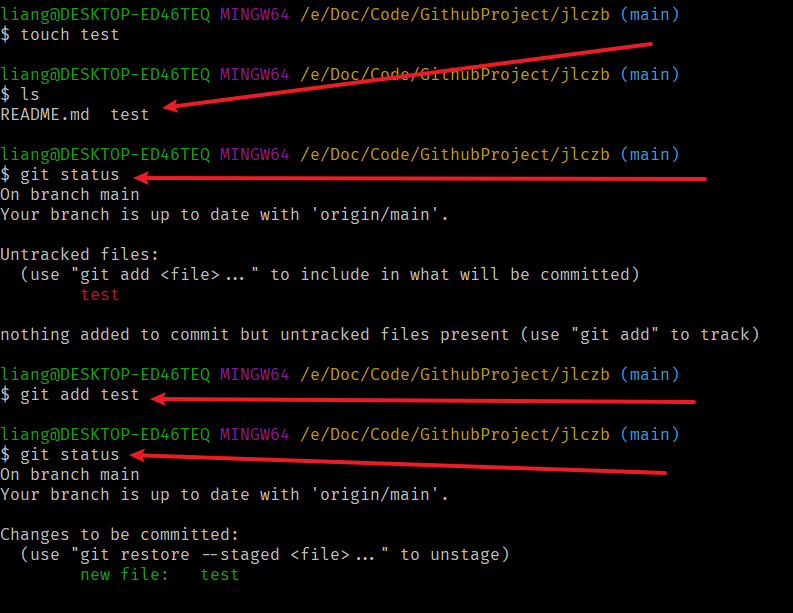 liang@DESKTOP-ED46TEQ MINGW64 /e/Doc/Code/GithubProject/jlczb (main)
$ touch test
liang@DESKTOP-ED46TEQ MINGW64 /e/Doc/Code/GithubProject/jlczb (main)
$ ls
README.md  test
liang@DESKTOP-ED46TEQ MINGW64 /e/Doc/Code/GithubProject/jlczb (main)
$ git status
On branch main
Your branch is up to date with 'origin/main'.
Untracked files:
  (use "git add <file>..." to include in what will be committed)
        test
nothing added to commit but untracked files present (use "git add" to track)
liang@DESKTOP-ED46TEQ MINGW64 /e/Doc/Code/GithubProject/jlczb (main)
$ git add test
liang@DESKTOP-ED46TEQ MINGW64 /e/Doc/Code/GithubProject/jlczb (main)
$ git status
On branch main
Your branch is up to date with 'origin/main'.
Changes to be committed:
  (use "git restore --staged <file>..." to unstage)
        new file:   test